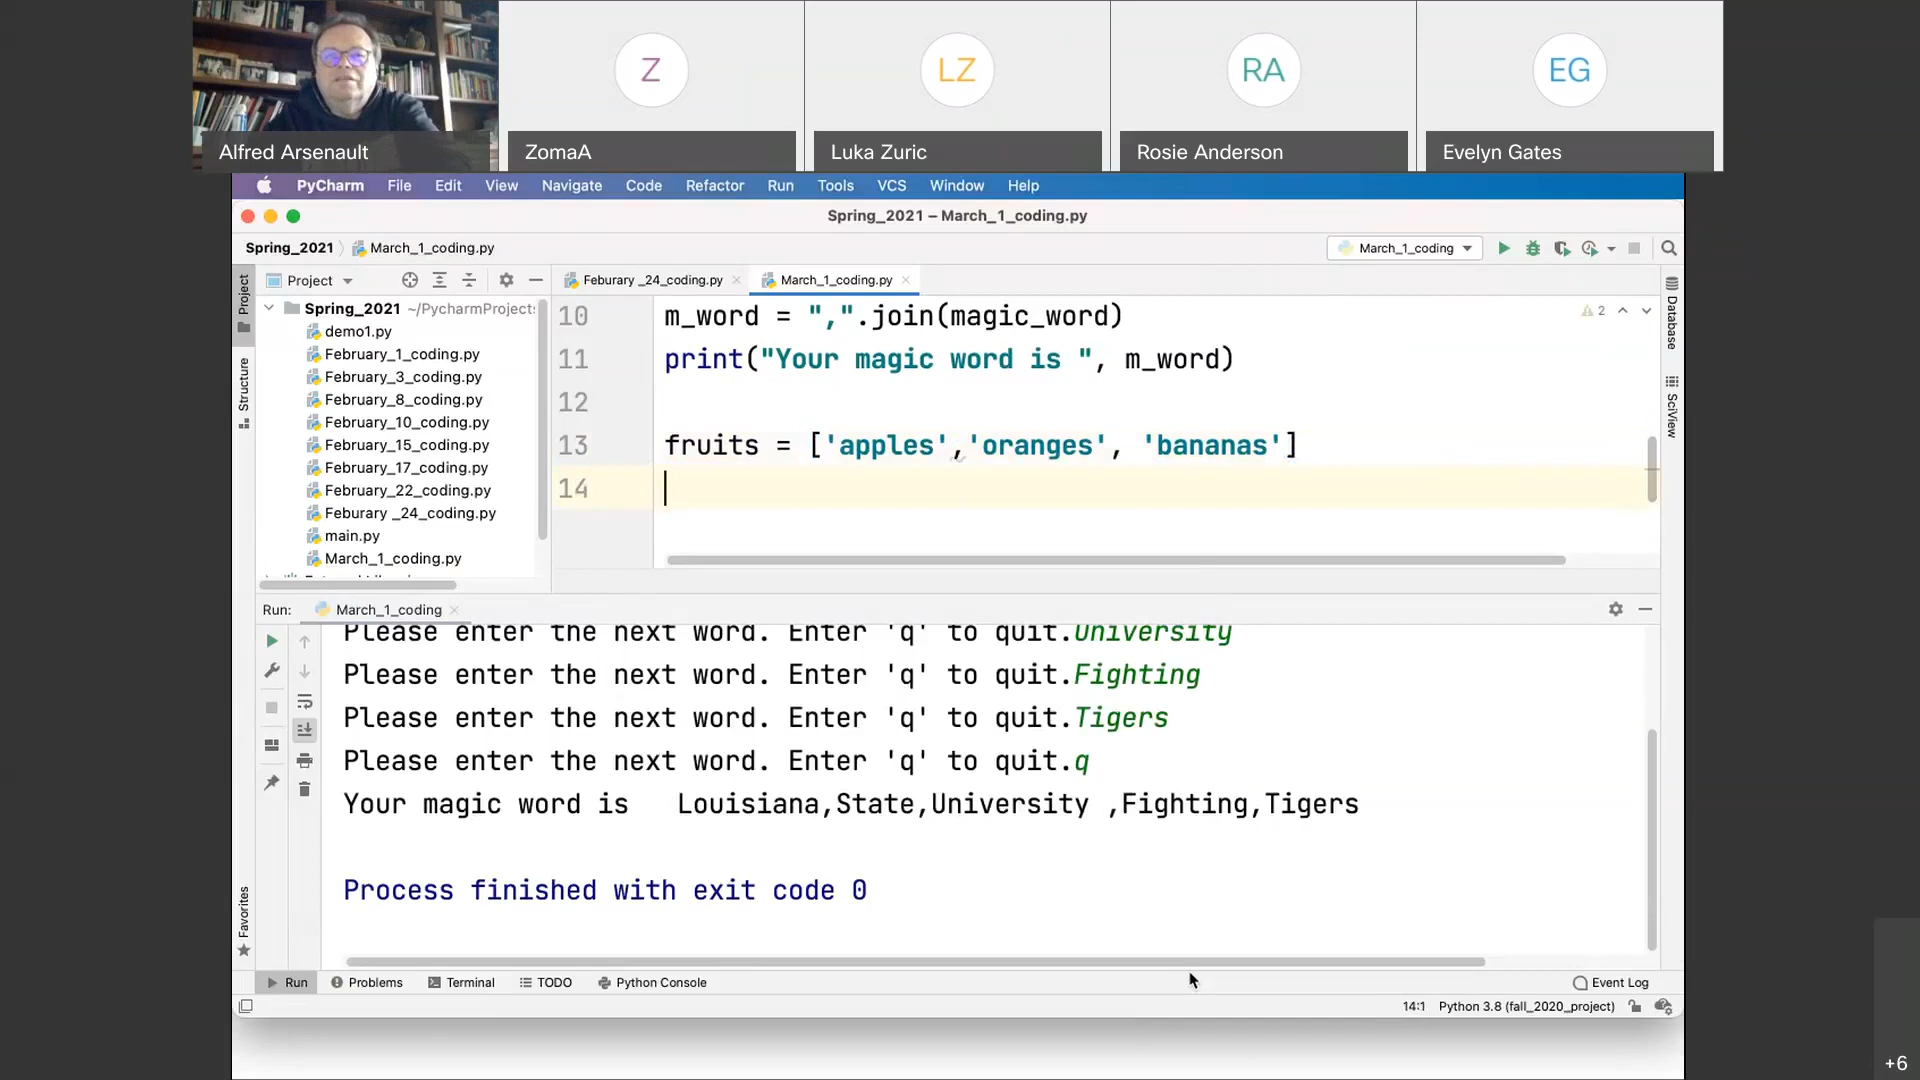 Z
LZ
RA
EG
Alfred Arsenault
ZomaA
Luka Zuric
Rosie Anderson
Evelyn Gates
PyCharm File Edit View Navigate Code Refactor Run Tools VCS Window Help
Spring_2021 – March_1_coding.py
Spring_2021 March_1_coding.py
March_1_coding
Project
Feburary _24_coding.py
March_1_coding.py
Project
Structure
Favorites
Spring_2021 ~/PycharmProject
demo1.py
February_1_coding.py
February_3_coding.py
February_8_coding.py
February_10_coding.py
February_15_coding.py
February_17_coding.py
February_22_coding.py
Feburary _24_coding.py
main.py
March_1_coding.py
10 m_word = ",".join(magic_word)
11 print("Your magic word is ", m_word)
12
13 fruits = ['apples','oranges', 'bananas']
14
2
Database
SciView
Run: March_1_coding
Please enter the next word. Enter 'q' to quit.University
Please enter the next word. Enter 'q' to quit.Fighting
Please enter the next word. Enter 'q' to quit.Tigers
Please enter the next word. Enter 'q' to quit.q
Your magic word is   Louisiana,State,University ,Fighting,Tigers
Process finished with exit code 0
Run Problems Terminal TODO Python Console Event Log
14:1 Python 3.8 (fall_2020_project)
+6